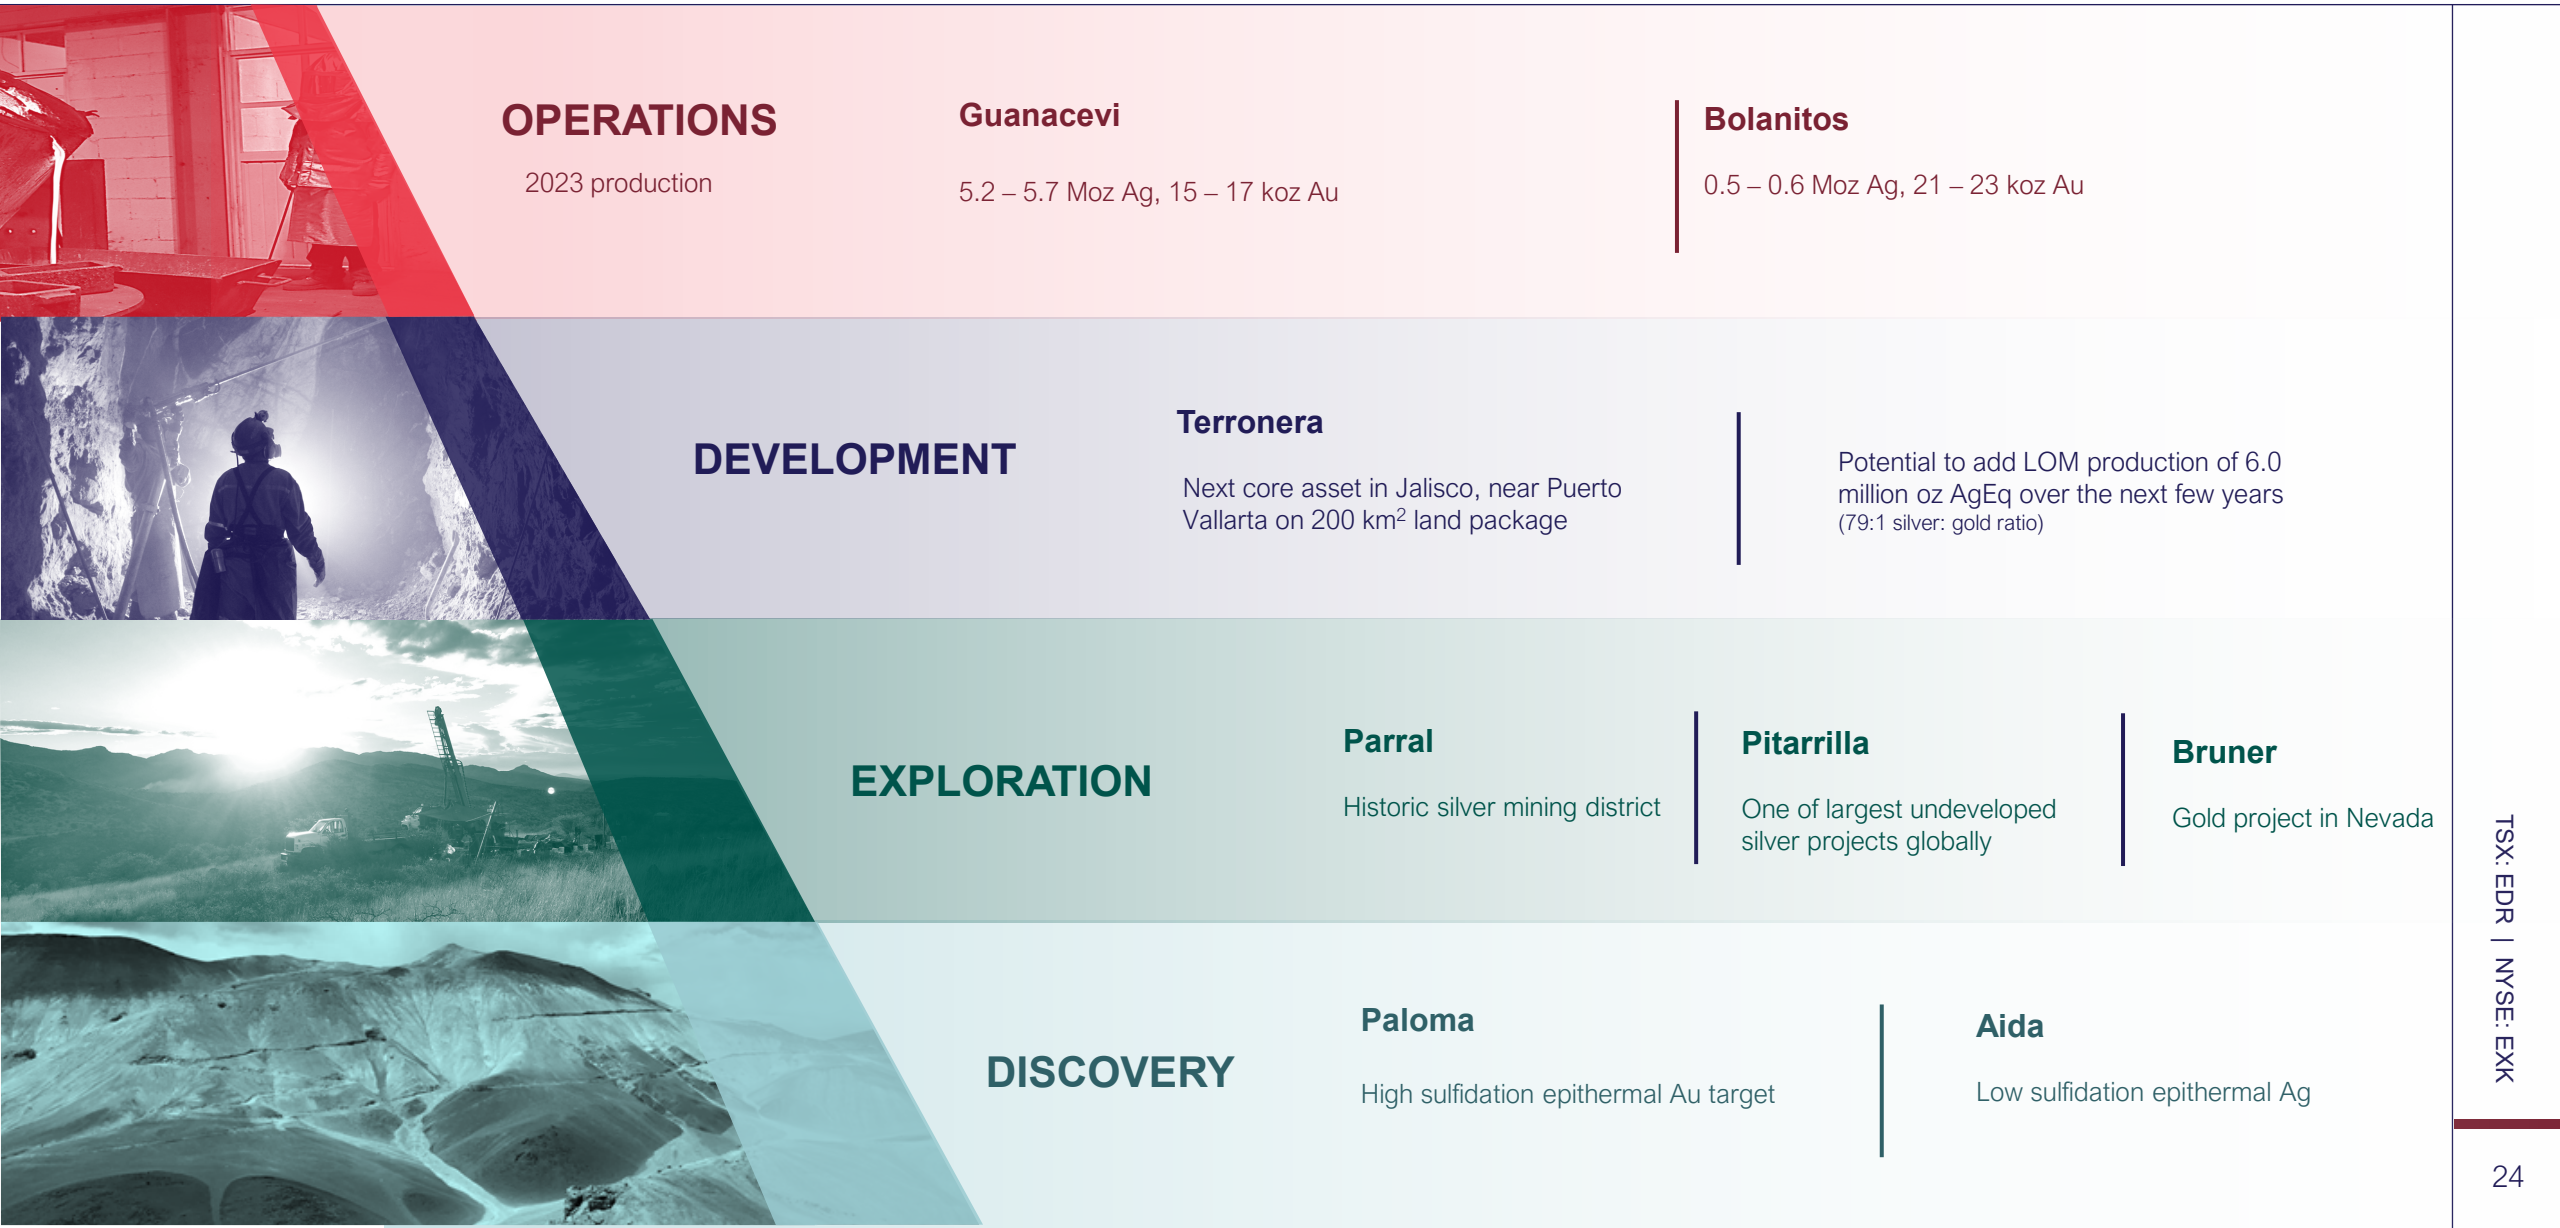 OPERATIONS
2023 production
Guanacevi
5.2 – 5.7 Moz Ag, 15 – 17 koz Au
Bolanitos
0.5 – 0.6 Moz Ag, 21 – 23 koz Au
DEVELOPMENT
Terronera
Next core asset in Jalisco, near Puerto
Vallarta on 200 km² land package
Potential to add LOM production of 6.0
million oz AgEq over the next few years
(79:1 silver: gold ratio)
EXPLORATION
Parral
Historic silver mining district
Pitarrilla
One of largest undeveloped
silver projects globally
Bruner
Gold project in Nevada
DISCOVERY
Paloma
High sulfidation epithermal Au target
Aida
Low sulfidation epithermal Ag
TSX: EDR | NYSE: EXK
24